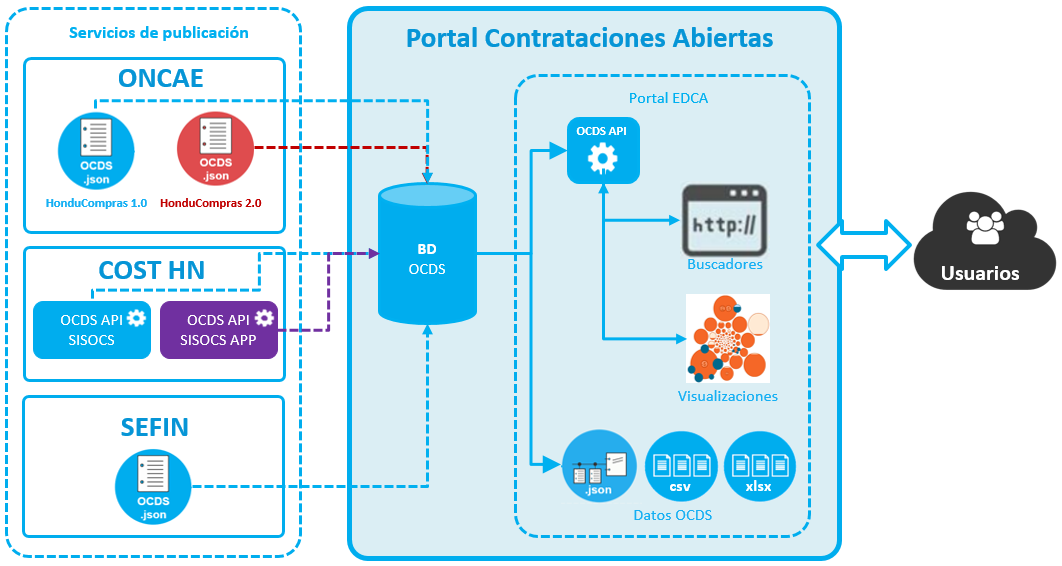 Servicios de publicación
ONCAE
OCDS
.json
HonduCompras 1.0
OCDS
.json
HonduCompras 2.0
COST HN
OCDS API
SISOCS
OCDS API
SISOCS APP
SEFIN
OCDS
.json
Portal Contrataciones Abiertas
BD
OCDS
Portal EDCA
OCDS API
http://
Buscadores
Visualizaciones
.json
csv
xlsx
Datos OCDS
Usuarios